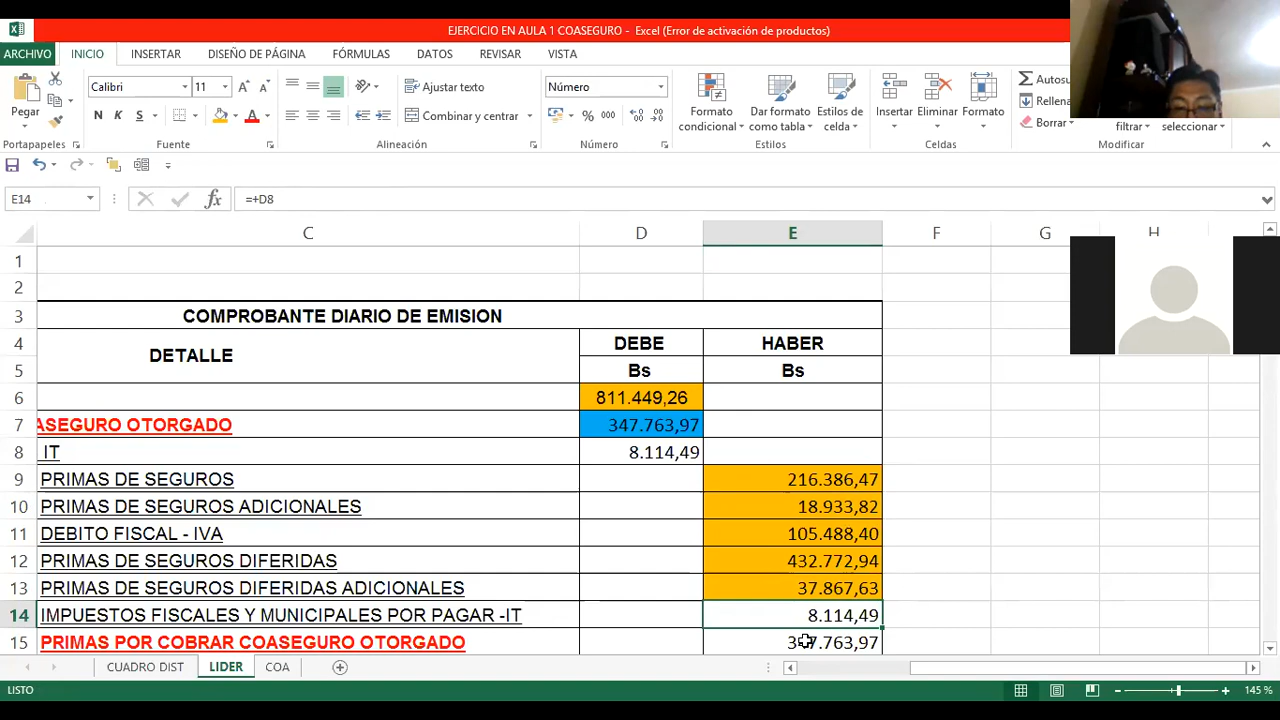 EJERCICIO EN AULA 1 COASEGURO - Excel (Error de activación de productos)
ARCHIVO INICIO INSERTAR DISEÑO DE PÁGINA FÓRMULAS DATOS REVISAR VISTA
Pegar
Calibri 11
Ajustar texto
Combinar y centrar
Número
Formato condicional
Dar formato como tabla
Estilos de celda
Insertar
Eliminar
Formato
Autosu
Rellena
Borrar
filtrar
seleccionar
N K S
% 000
Portapapeles Fuente Alineación Número Estilos Celdas Modificar
E14 fx =+D8
C D E F G H
1
2
3 COMPROBANTE DIARIO DE EMISION
4 DETALLE DEBE HABER
5 Bs Bs
6 811.449,26
7 ASEGURO OTORGADO 347.763,97
8 IT 8.114,49
9 PRIMAS DE SEGUROS 216.386,47
10 PRIMAS DE SEGUROS ADICIONALES 18.933,82
11 DEBITO FISCAL - IVA 105.488,40
12 PRIMAS DE SEGUROS DIFERIDAS 432.772,94
13 PRIMAS DE SEGUROS DIFERIDAS ADICIONALES 37.867,63
14 IMPUESTOS FISCALES Y MUNICIPALES POR PAGAR -IT 8.114,49
15 PRIMAS POR COBRAR COASEGURO OTORGADO 347.763,97
CUADRO DIST LIDER COA
LISTO 145 %